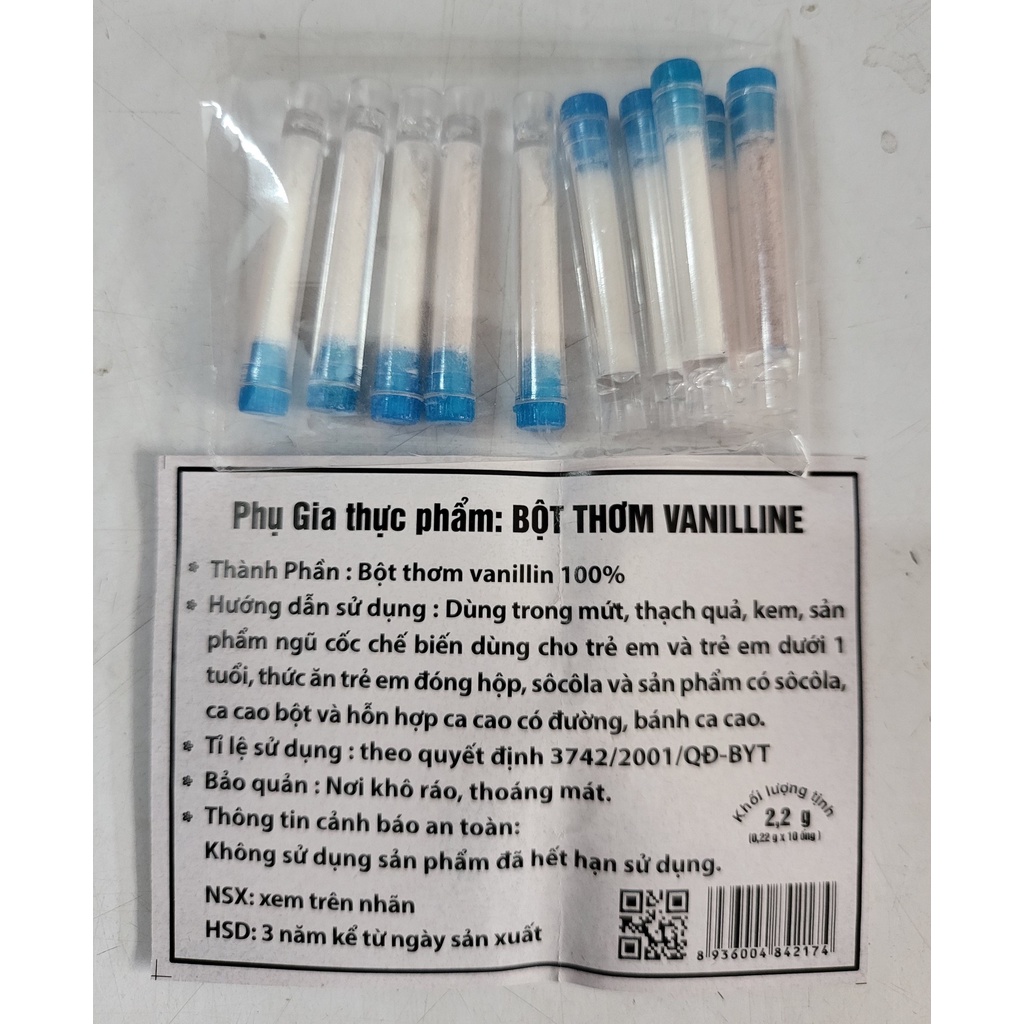 Phụ Gia thực phẩm: BỘT THƠM VANILLINE
* Thành Phần : Bột thơm vanillin 100%
* Hướng dẫn sử dụng : Dùng trong mứt, thạch quả, kem, sản
phẩm ngũ cốc chế biến dùng cho trẻ em và trẻ em dưới 1
tuổi, thức ăn trẻ em đóng hộp, sôcôla và sản phẩm có sôcôla,
ca cao bột và hỗn hợp ca cao có đường, bánh ca cao.
* Tỉ lệ sử dụng : theo quyết định 3742/2001/QĐ-BYT
* Bảo quản : Nơi khô ráo, thoáng mát.
* Thông tin cảnh báo an toàn:
Không sử dụng sản phẩm đã hết hạn sử dụng.
Khối lượng tịnh
2,2 g
(0,22 g x 10 ống )
NSX: xem trên nhãn
HSD: 3 năm kể từ ngày sản xuất
8 936004 842174